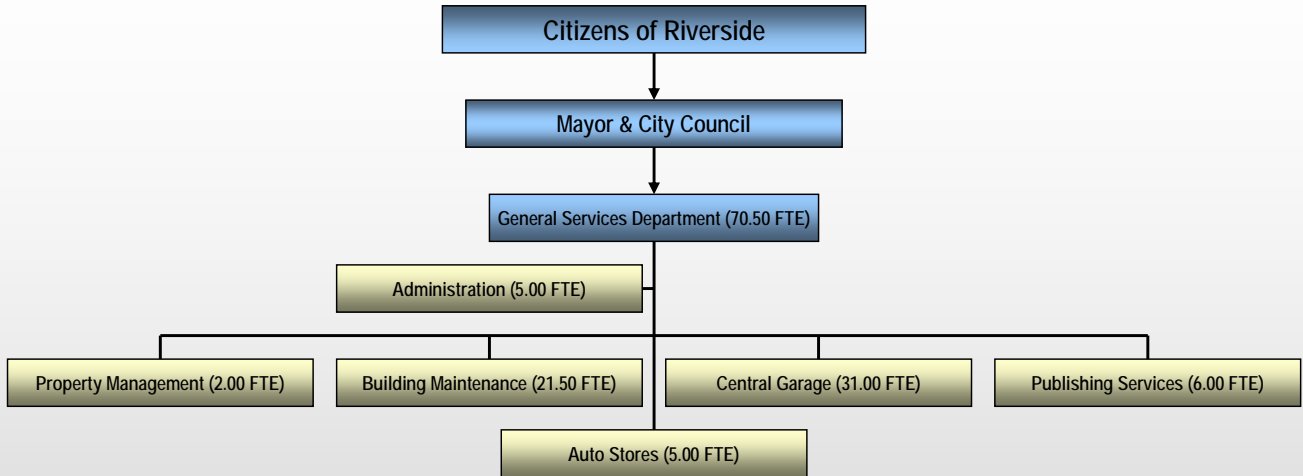 Citizens of Riverside
Mayor & City Council
General Services Department (70.50 FTE)
Administration (5.00 FTE)
Property Management (2.00 FTE)
Building Maintenance (21.50 FTE)
Central Garage (31.00 FTE)
Publishing Services (6.00 FTE)
Auto Stores (5.00 FTE)